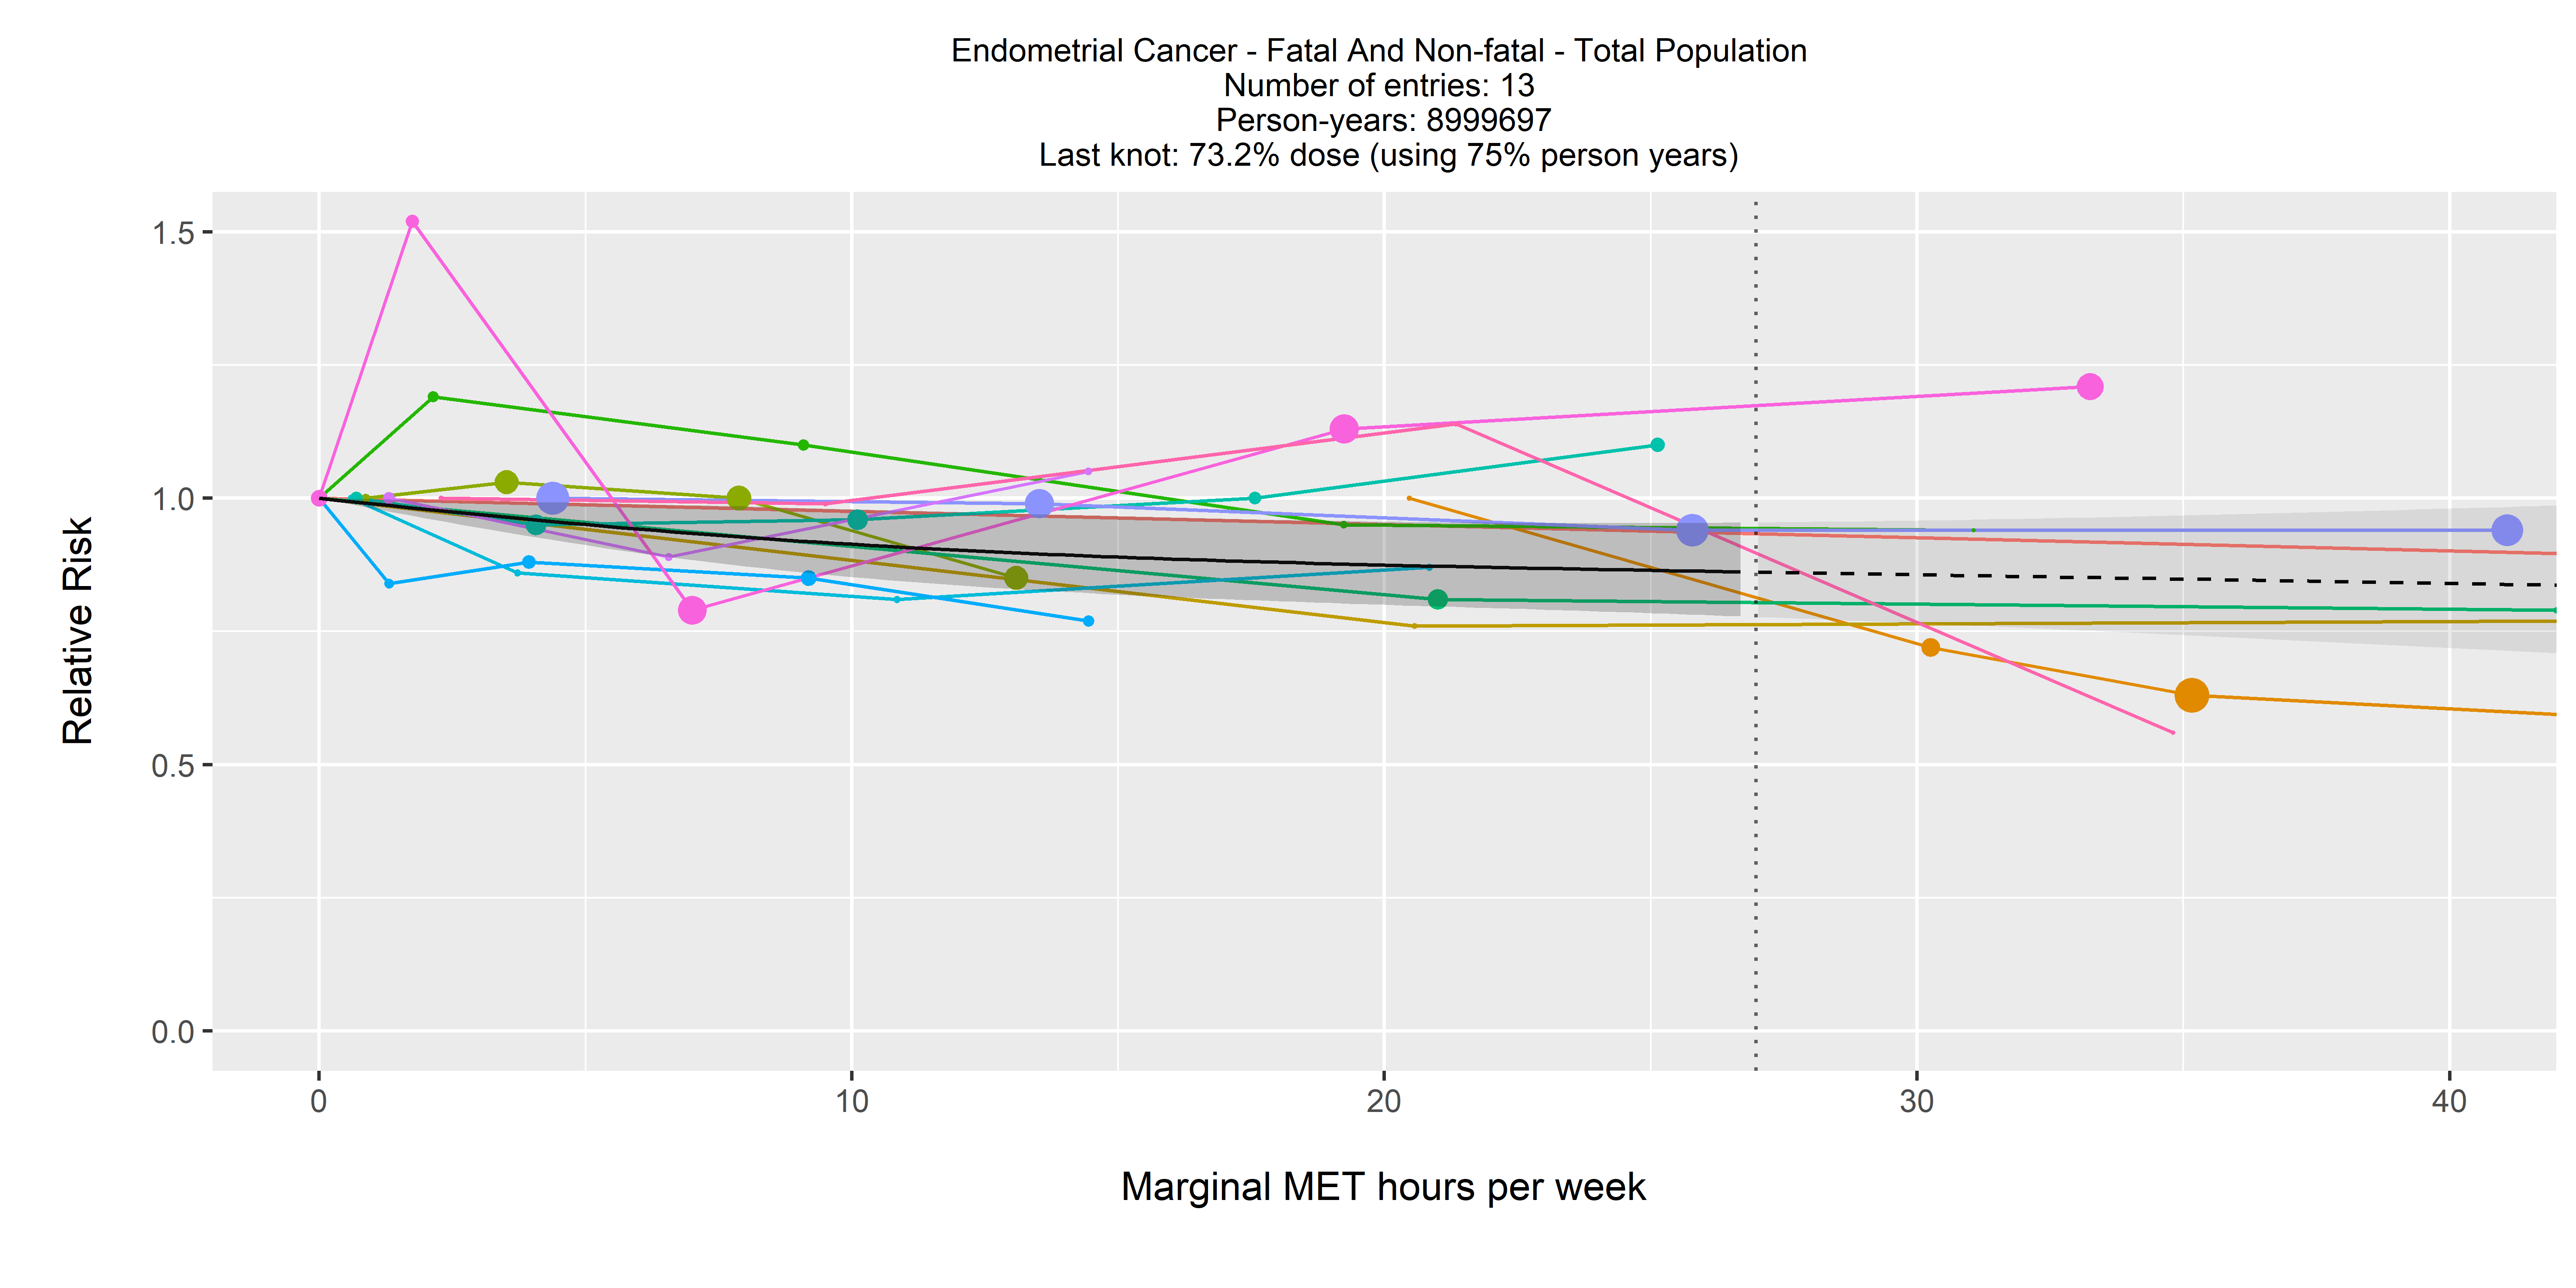 Endometrial Cancer - Fatal And Non-fatal - Total Population
Number of entries: 13
Person-years: 8999697
Last knot: 73.2% dose (using 75% person years)
1.5
1.0
0.5
0.0
Relative Risk
0
10
20
30
40
Marginal MET hours per week